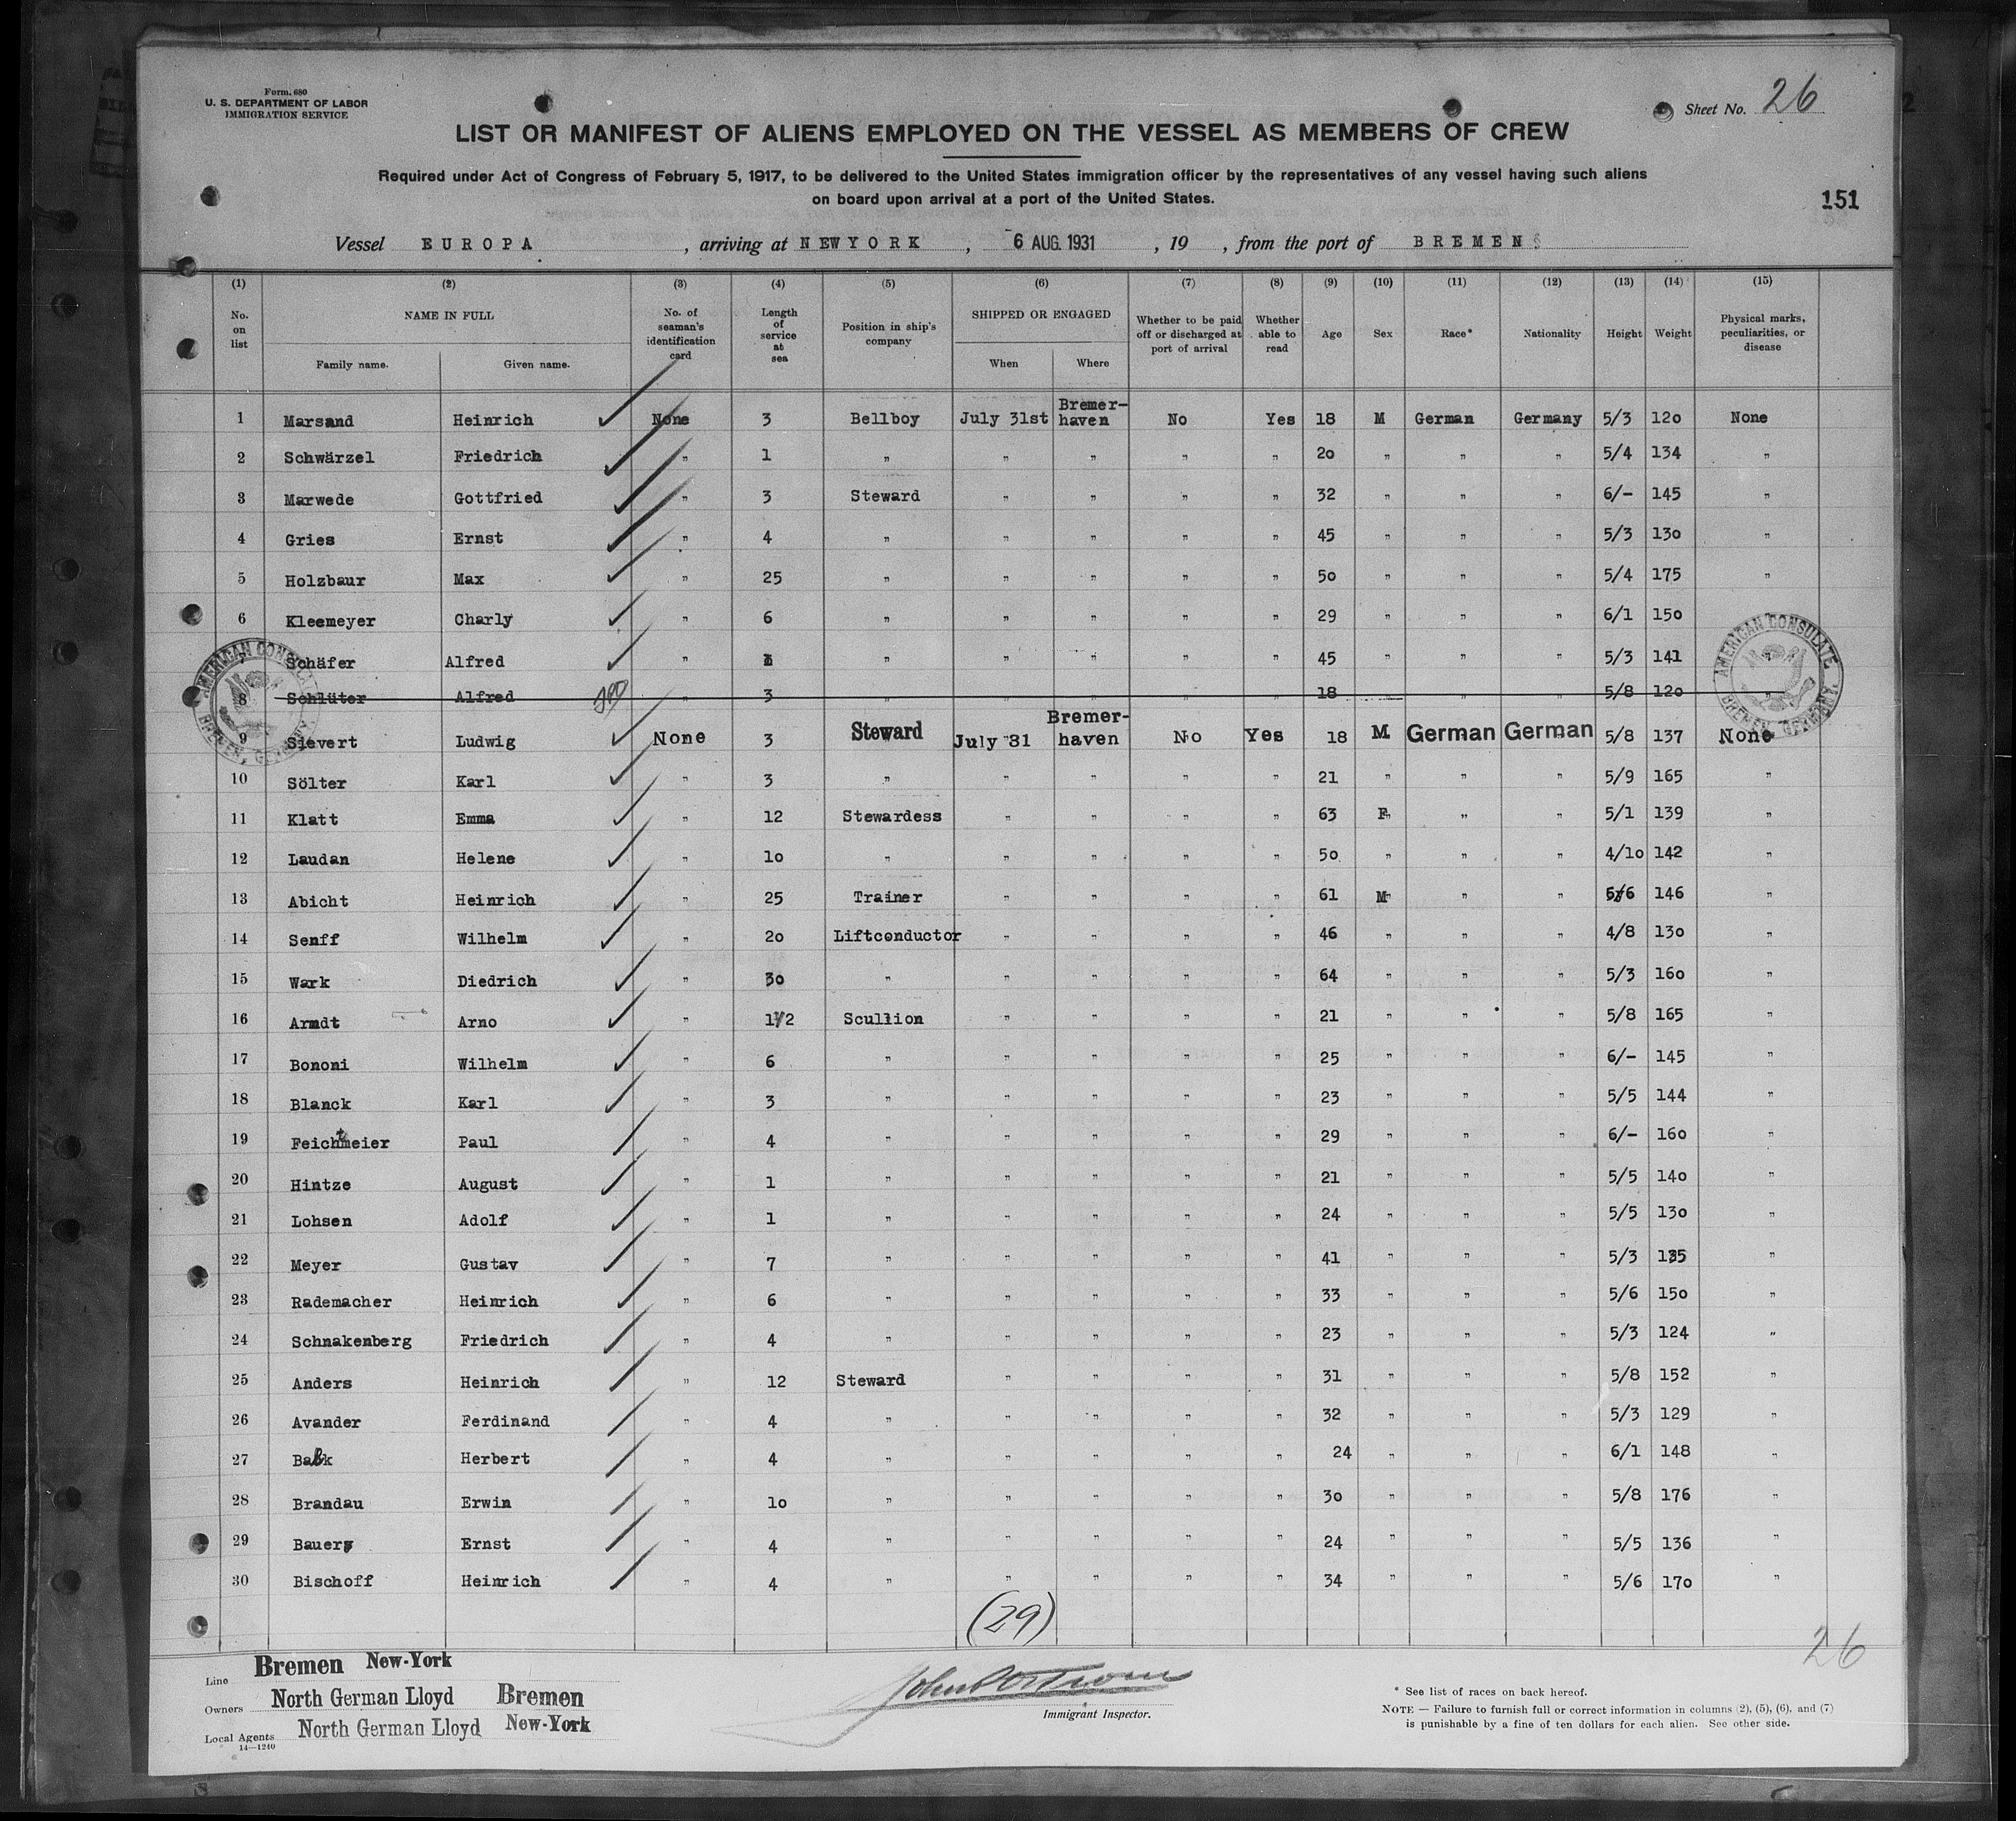 Form. 680
U. S. DEPARTMENT OF LABOR
IMMIGRATION SERVICE
Sheet No. 26
LIST OR MANIFEST OF ALIENS EMPLOYED ON THE VESSEL AS MEMBERS OF CREW
Required under Act of Congress of February 5, 1917, to be delivered to the United States immigration officer by the representatives of any vessel having such aliens
on board upon arrival at a port of the United States.
151
Vessel EUROPA, arriving at NEWYORK, 6 AUG. 1931, 19 , from the port of BREMEN
(1) (2) (3) (4) (5) (6) (7) (8) (9) (10) (11) (12) (13) (14) (15)
No. on list NAME IN FULL Family name. Given name. No. of seaman's identification card Length of service at sea Position in ship's company SHIPPED OR ENGAGED When Where Whether to be paid off or discharged at port of arrival Whether able to read Age Sex Race* Nationality Height Weight Physical marks, peculiarities, or disease
1 Marsand Heinrich None 3 Bellboy July 31st Bremer-haven No Yes 18 M German Germany 5/3 120 None
2 Schwärzel Friedrich " 1 " " " " " 20 " " " 5/4 134 "
3 Marwede Gottfried " 3 Steward " " " " 32 " " " 6/- 145 "
4 Gries Ernst " 4 " " " " " 45 " " " 5/3 130 "
5 Holzbaur Max " 25 " " " " " 50 " " " 5/4 175 "
6 Kleemeyer Charly " 6 " " " " " 29 " " " 6/1 150 "
7 Schäfer Alfred " " " " " " 45 " " " 5/3 141 "
8 Schlüter Alfred " 3 " " " " " 18 " " " 5/8 120 "
9 Sievert Ludwig None 3 Steward July 31 Bremer-haven No Yes 18 M German German 5/8 137 None
10 Sölter Karl " 3 " " " " " 21 " " " 5/9 165 "
11 Klatt Emma " 12 Stewardess " " " " 63 F " " 5/1 139 "
12 Laudan Helene " 10 " " " " " 50 " " " 4/10 142 "
13 Abicht Heinrich " 25 Trainer " " " " 61 M " " 5/6 146 "
14 Senff Wilhelm " 20 Liftconductor " " " " 46 " " " 4/8 130 "
15 Wark Diedrich " 30 " " " " " 64 " " " 5/3 160 "
16 Arndt Arno " 1 1/2 Scullion " " " " 21 " " " 5/8 165 "
17 Bononi Wilhelm " 6 " " " " " 25 " " " 6/- 145 "
18 Blanck Karl " 3 " " " " " 23 " " " 5/5 144 "
19 Feichtmeier Paul " 4 " " " " " 29 " " " 6/- 160 "
20 Hintze August " 1 " " " " " 21 " " " 5/5 140 "
21 Lohsen Adolf " 1 " " " " " 24 " " " 5/5 130 "
22 Meyer Gustav " 7 " " " " " 41 " " " 5/3 135 "
23 Rademacher Heinrich " 6 " " " " " 33 " " " 5/6 150 "
24 Schnakenberg Friedrich " 4 " " " " " 23 " " " 5/3 124 "
25 Anders Heinrich " 12 Steward " " " " 31 " " " 5/8 152 "
26 Avander Ferdinand " 4 " " " " " 32 " " " 5/3 129 "
27 Herbert " 4 " " " " " 24 " " " 6/1 148 "
28 Brandau Erwin " 10 " " " " " 30 " " " 5/8 176 "
29 Bauer Ernst " 4 " " " " " 24 " " " 5/5 136 "
30 Bischoff Heinrich " 4 " " " " " 34 " " " 5/6 170 "
AMERICAN CONSULATE BREMEN, GERMANY
AMERICAN CONSULATE BREMEN, GERMANY
(29)
26
Line Bremen New-York
Owners North German Lloyd Bremen
Local Agents North German Lloyd New-York
14—1240
Immigrant Inspector.
* See list of races on back hereof.
NOTE — Failure to furnish full or correct information in columns (2), (5), (6), and (7)
is punishable by a fine of ten dollars for each alien. See other side.